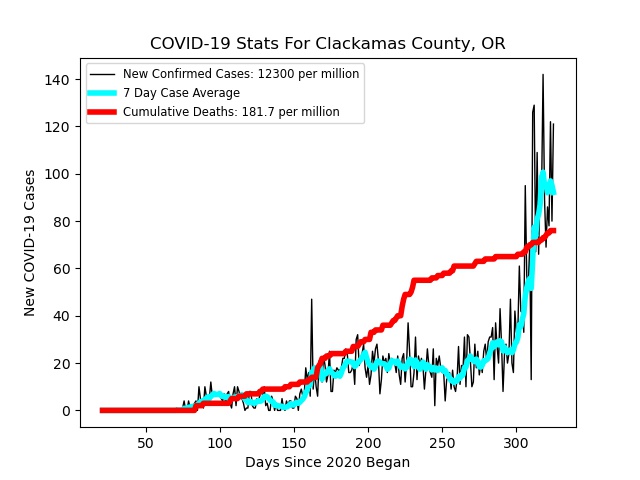 COVID-19 Stats For Clackamas County, OR
New Confirmed Cases: 12300 per million
7 Day Case Average
Cumulative Deaths: 181.7 per million
New COVID-19 Cases
140
120
100
80
60
40
20
0
50 100 150 200 250 300
Days Since 2020 Began